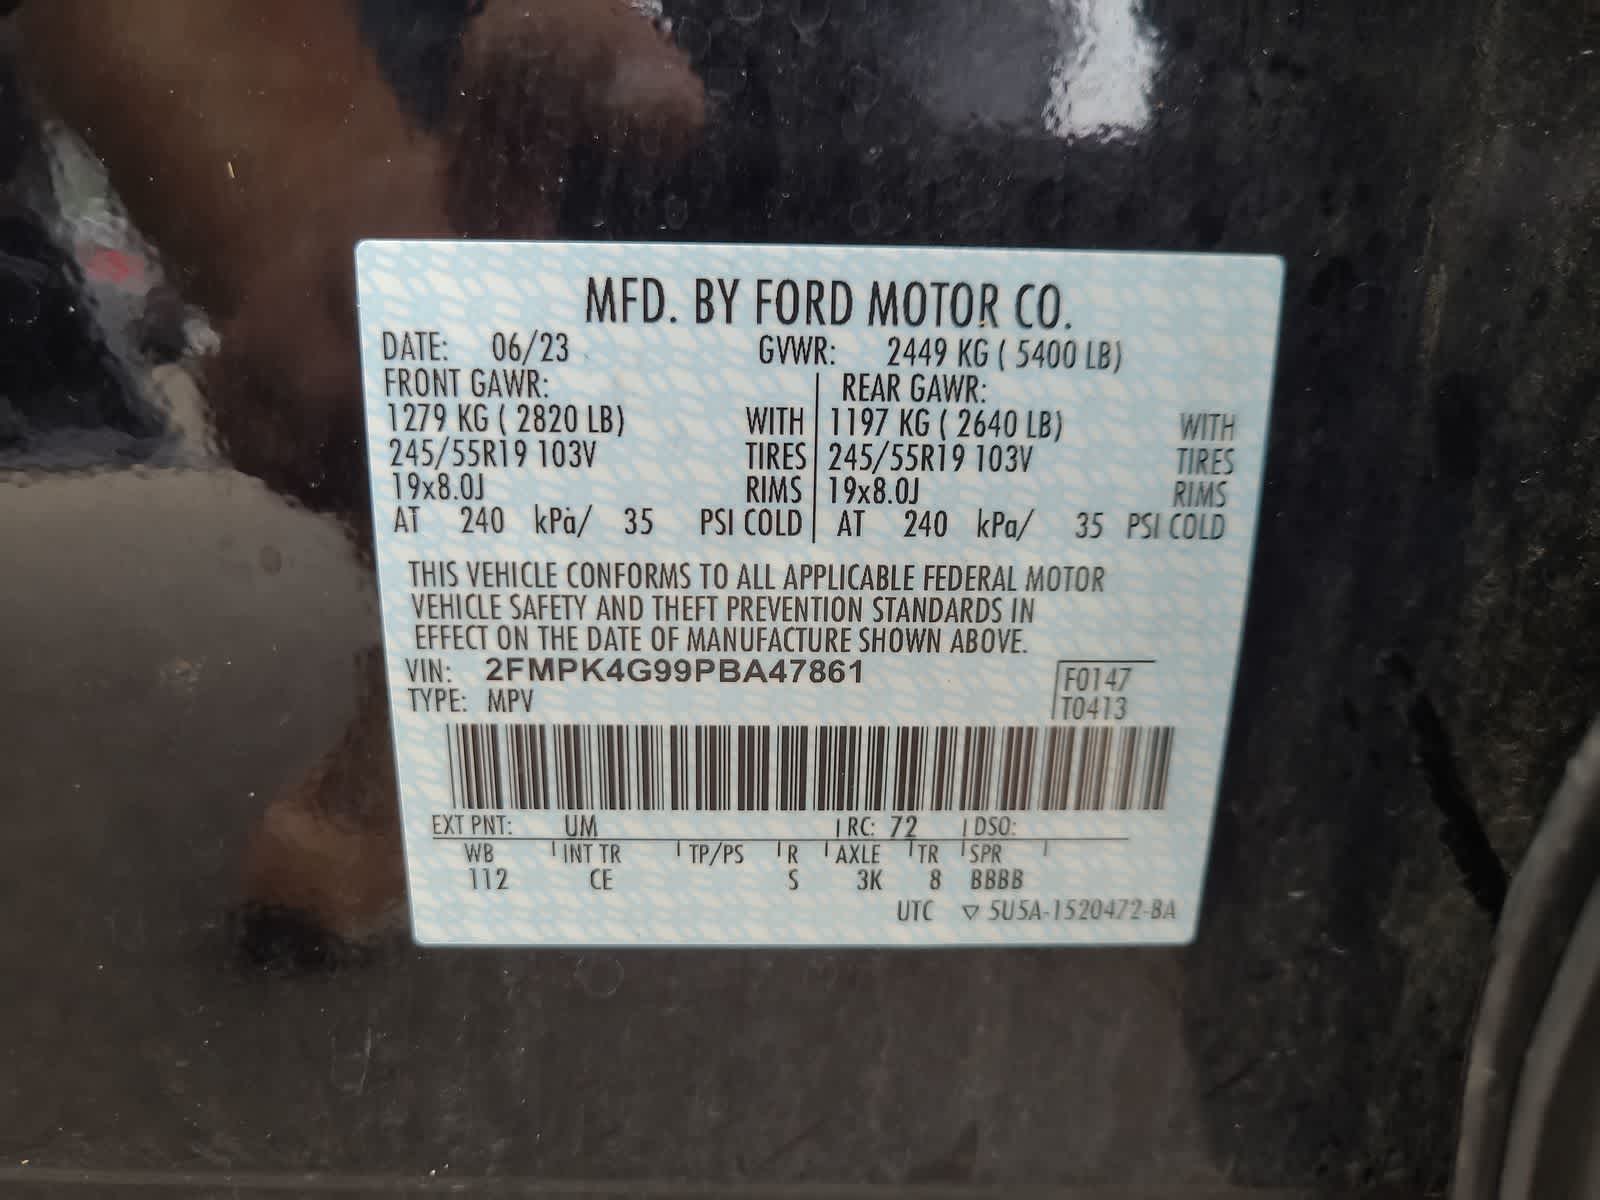 MFD. BY FORD MOTOR CO.
DATE: 06/23 GVWR: 2449 KG ( 5400 LB)
FRONT GAWR: REAR GAWR:
1279 KG ( 2820 LB) WITH 1197 KG ( 2640 LB) WITH
245/55R19 103V TIRES 245/55R19 103V TIRES
19x8.0J RIMS 19x8.0J RIMS
AT 240 kPa/ 35 PSI COLD AT 240 kPa/ 35 PSI COLD
THIS VEHICLE CONFORMS TO ALL APPLICABLE FEDERAL MOTOR
VEHICLE SAFETY AND THEFT PREVENTION STANDARDS IN
EFFECT ON THE DATE OF MANUFACTURE SHOWN ABOVE.
VIN: 2FMPK4G99PBA47861 F0147
TYPE: MPV T0413
EXT PNT: UM RC: 72 DSO:
WB INT TR TP/PS R AXLE TR SPR
112 CE S 3K 8 BBBB
UTC ▽ 5U5A-1520472-BA